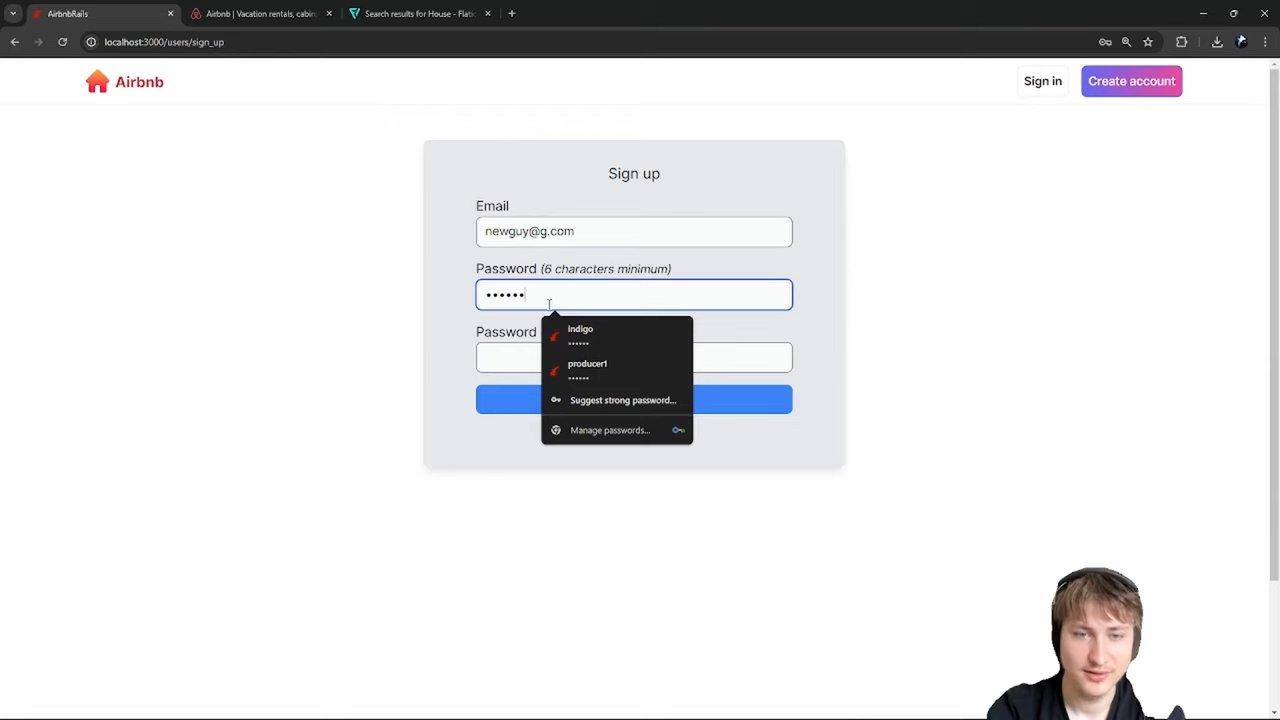 AirbnbRails
Airbnb | Vacation rentals, cabin
Search results for House - Flati
localhost:3000/users/sign_up
Airbnb
Sign in
Create account
Sign up
Email
newguy@g.com
Password (6 characters minimum)
••••••
Password
indigo
••••••
producer1
••••••
Suggest strong password...
Manage passwords...